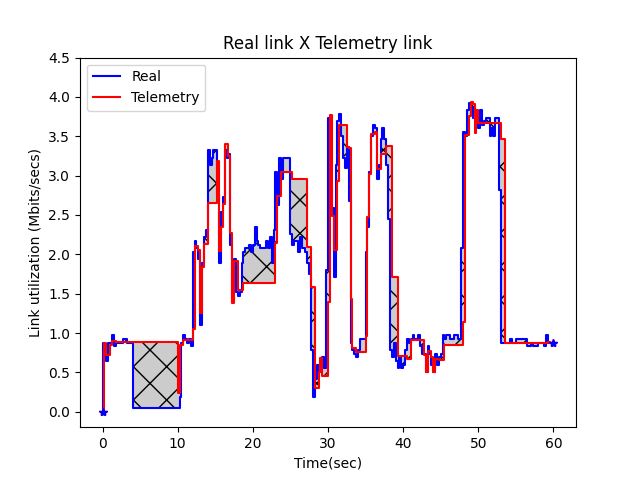 Real link X Telemetry link
Real
Telemetry
Link utilization (Mbits/secs)
4.5
4.0
3.5
3.0
2.5
2.0
1.5
1.0
0.5
0.0
0 10 20 30 40 50 60
Time(sec)